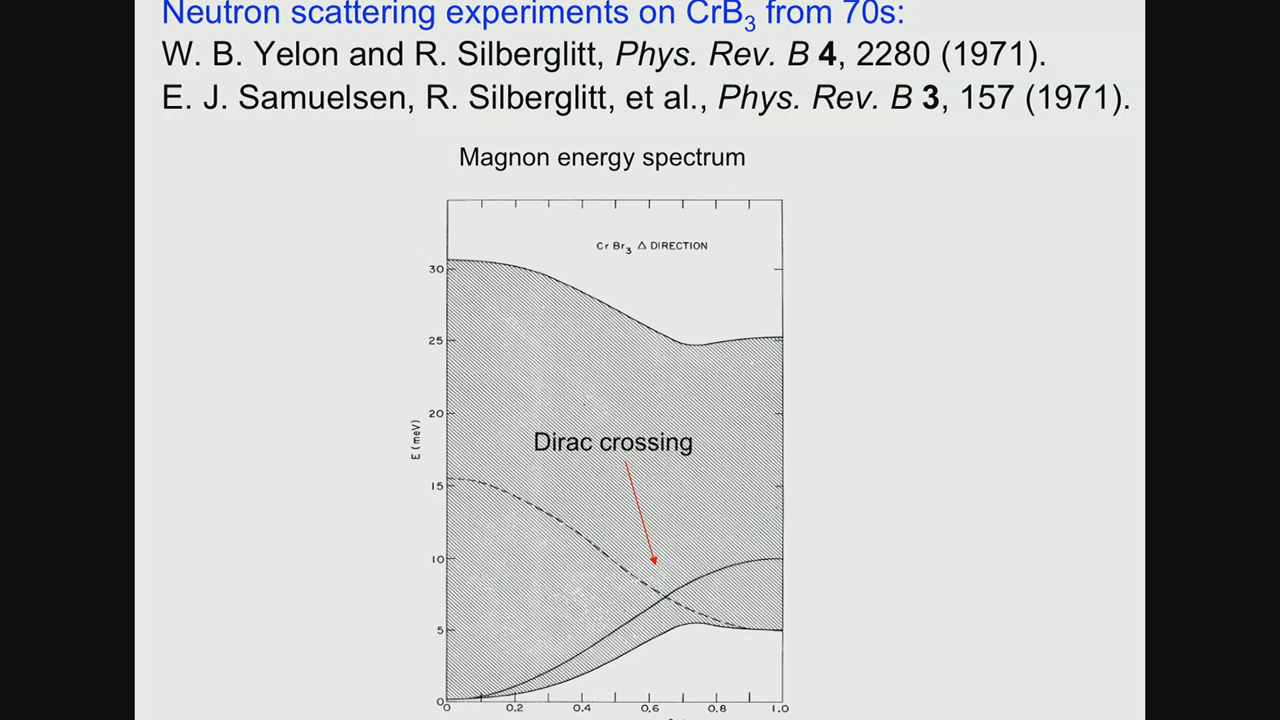 Neutron scattering experiments on CrB₃ from 70s:
W. B. Yelon and R. Silberglitt, Phys. Rev. B 4, 2280 (1971).
E. J. Samuelsen, R. Silberglitt, et al., Phys. Rev. B 3, 157 (1971).
Magnon energy spectrum
Cr Br₃ Δ DIRECTION
30
25
20
E (meV)
Dirac crossing
15
10
5
0
0 0.2 0.4 0.6 0.8 1.0